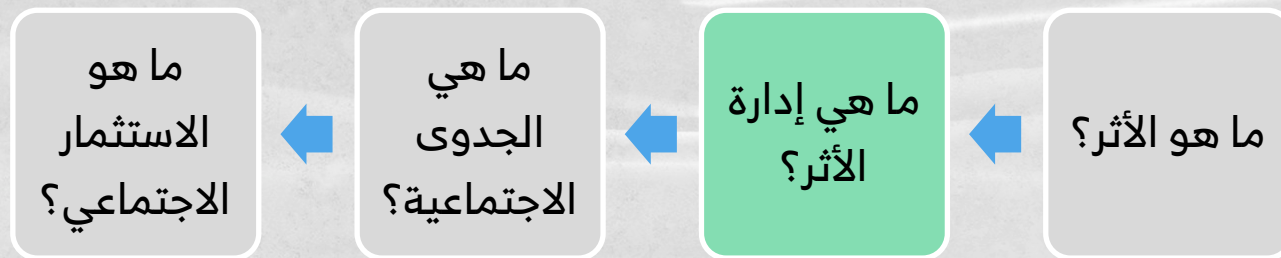 ما هو الأثر؟
ما هي إدارة
الأثر؟
ما هي
الجدوى
الاجتماعية؟
ما هو
الاستثمار
الاجتماعي؟